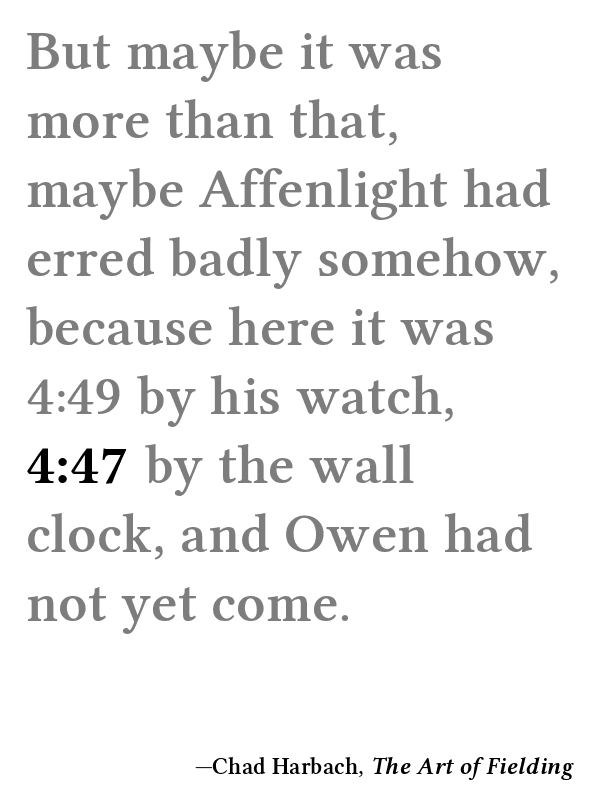 But maybe it was
more than that,
maybe Affenlight had
erred badly somehow,
because here it was
4:49 by his watch,
4:47 by the wall
clock, and Owen had
not yet come.
—Chad Harbach, The Art of Fielding